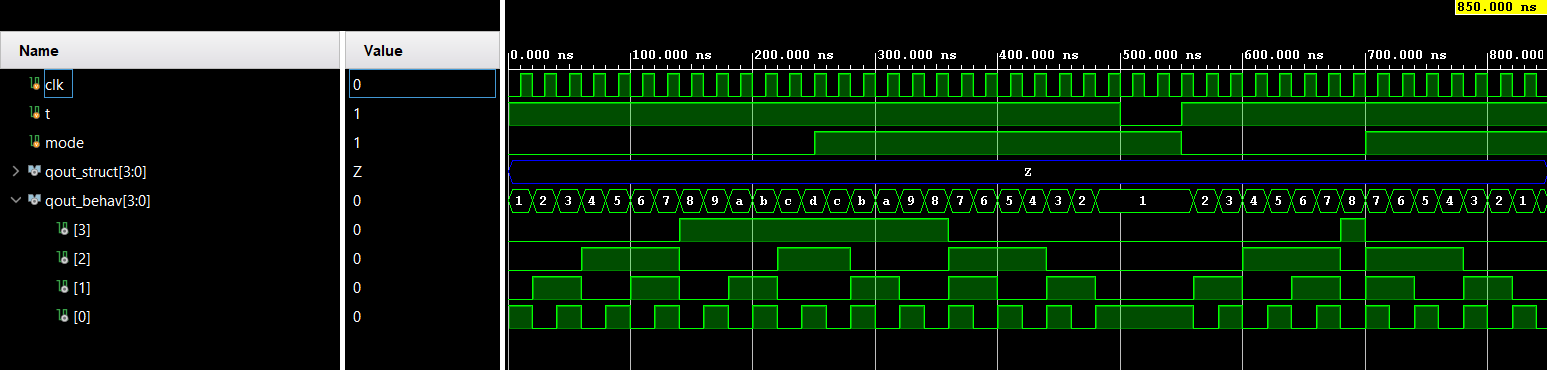 850.000 ns
Name Value
0.000 ns 100.000 ns 200.000 ns 300.000 ns 400.000 ns 500.000 ns 600.000 ns 700.000 ns 800.000
clk 0
t 1
mode 1
qout_struct[3:0] Z Z
qout_behav[3:0] 0 1 2 3 4 5 6 7 8 9 a b c d c b a 9 8 7 6 5 4 3 2 1 2 3 4 5 6 7 8 7 6 5 4 3 2 1
[3] 0
[2] 0
[1] 0
[0] 0